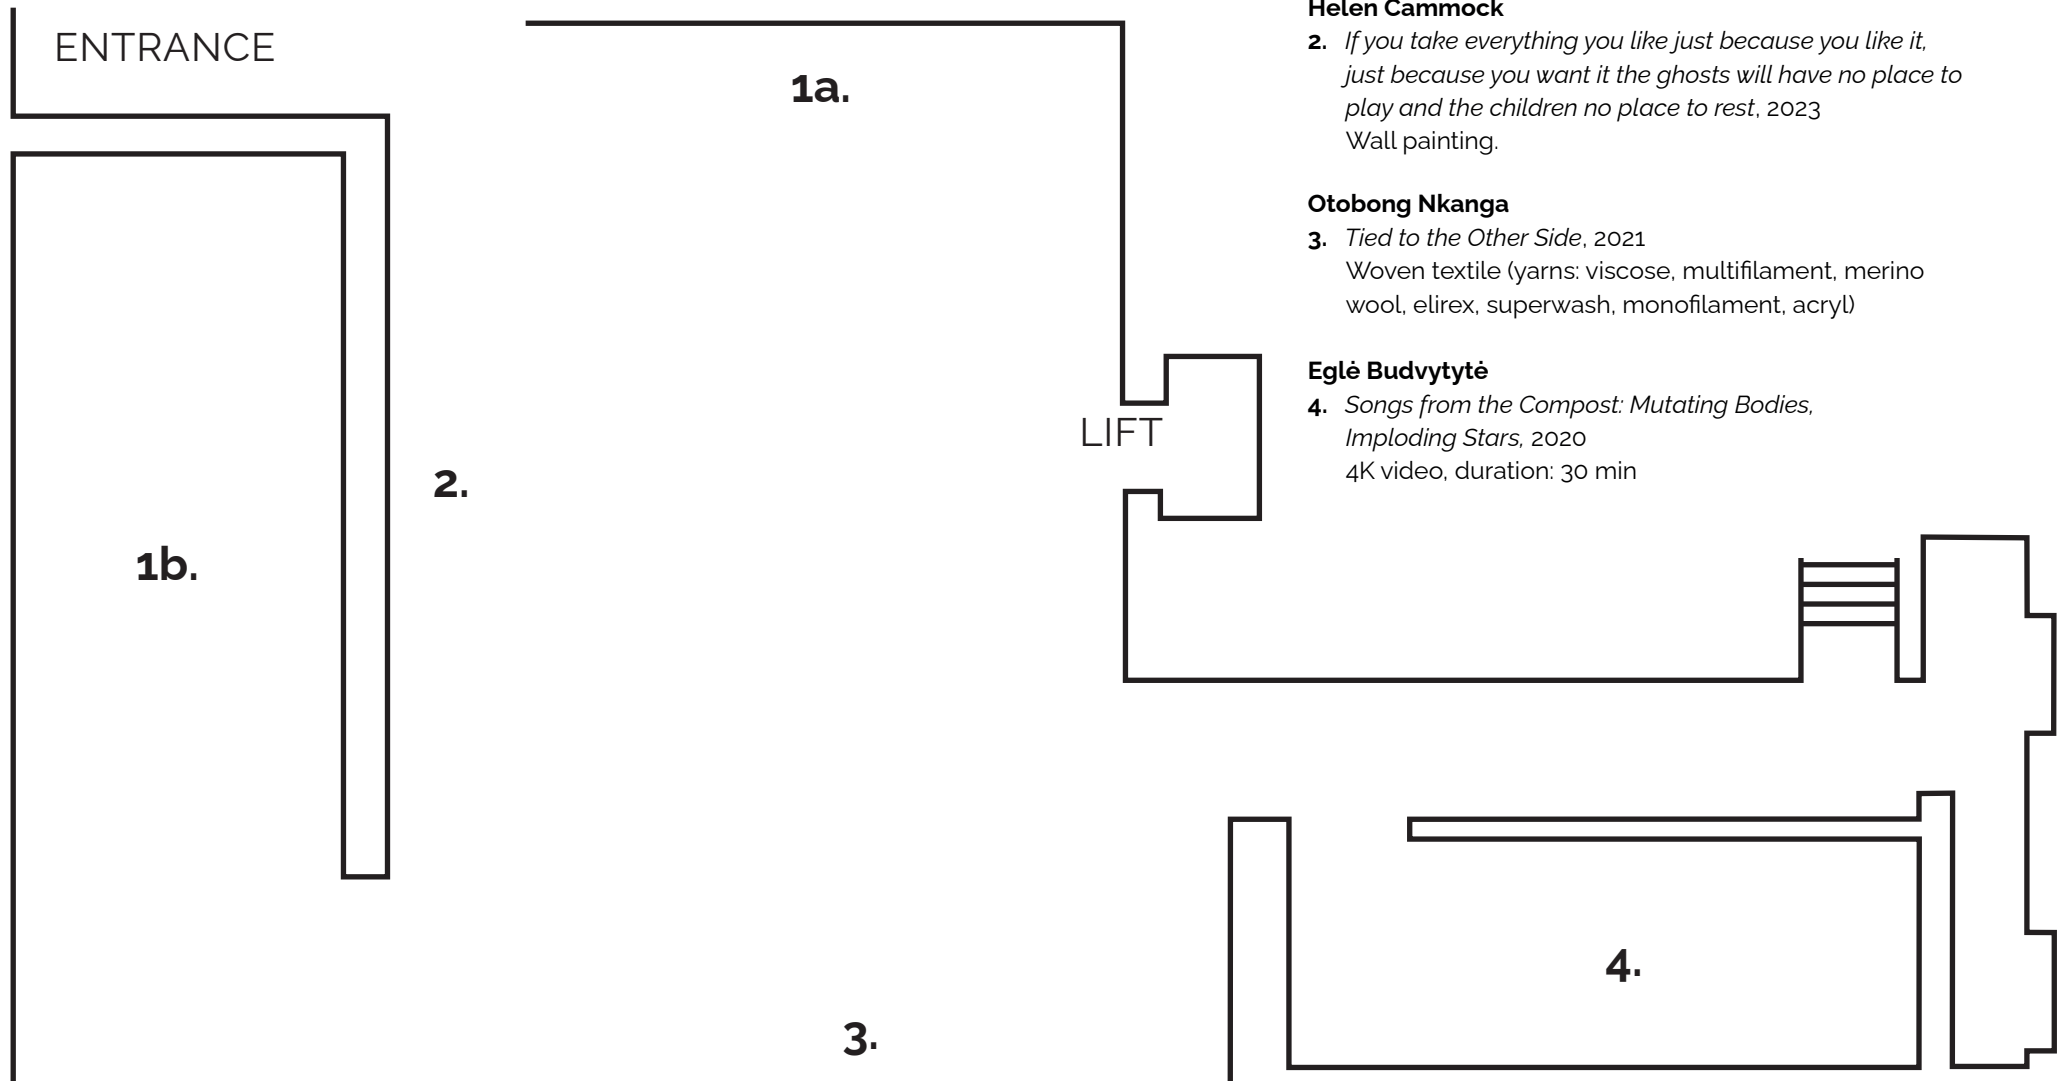 ENTRANCE
1a.
LIFT
2.
1b.
3.
4.
Helen Cammock
2. If you take everything you like just because you like it,
just because you want it the ghosts will have no place to
play and the children no place to rest, 2023
Wall painting.
Otobong Nkanga
3. Tied to the Other Side, 2021
Woven textile (yarns: viscose, multifilament, merino
wool, elirex, superwash, monofilament, acryl)
Eglė Budvytytė
4. Songs from the Compost: Mutating Bodies,
Imploding Stars, 2020
4K video, duration: 30 min